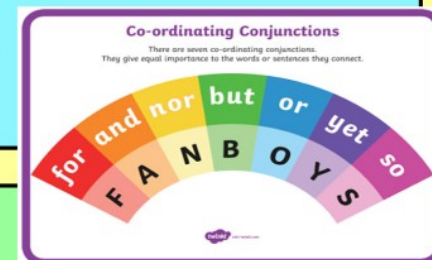 Co-ordinating Conjunctions
There are seven co-ordinating conjunctions.
They give equal importance to the words or sentences they connect.
for and nor but or yet so
F A N B O Y S
twinkl